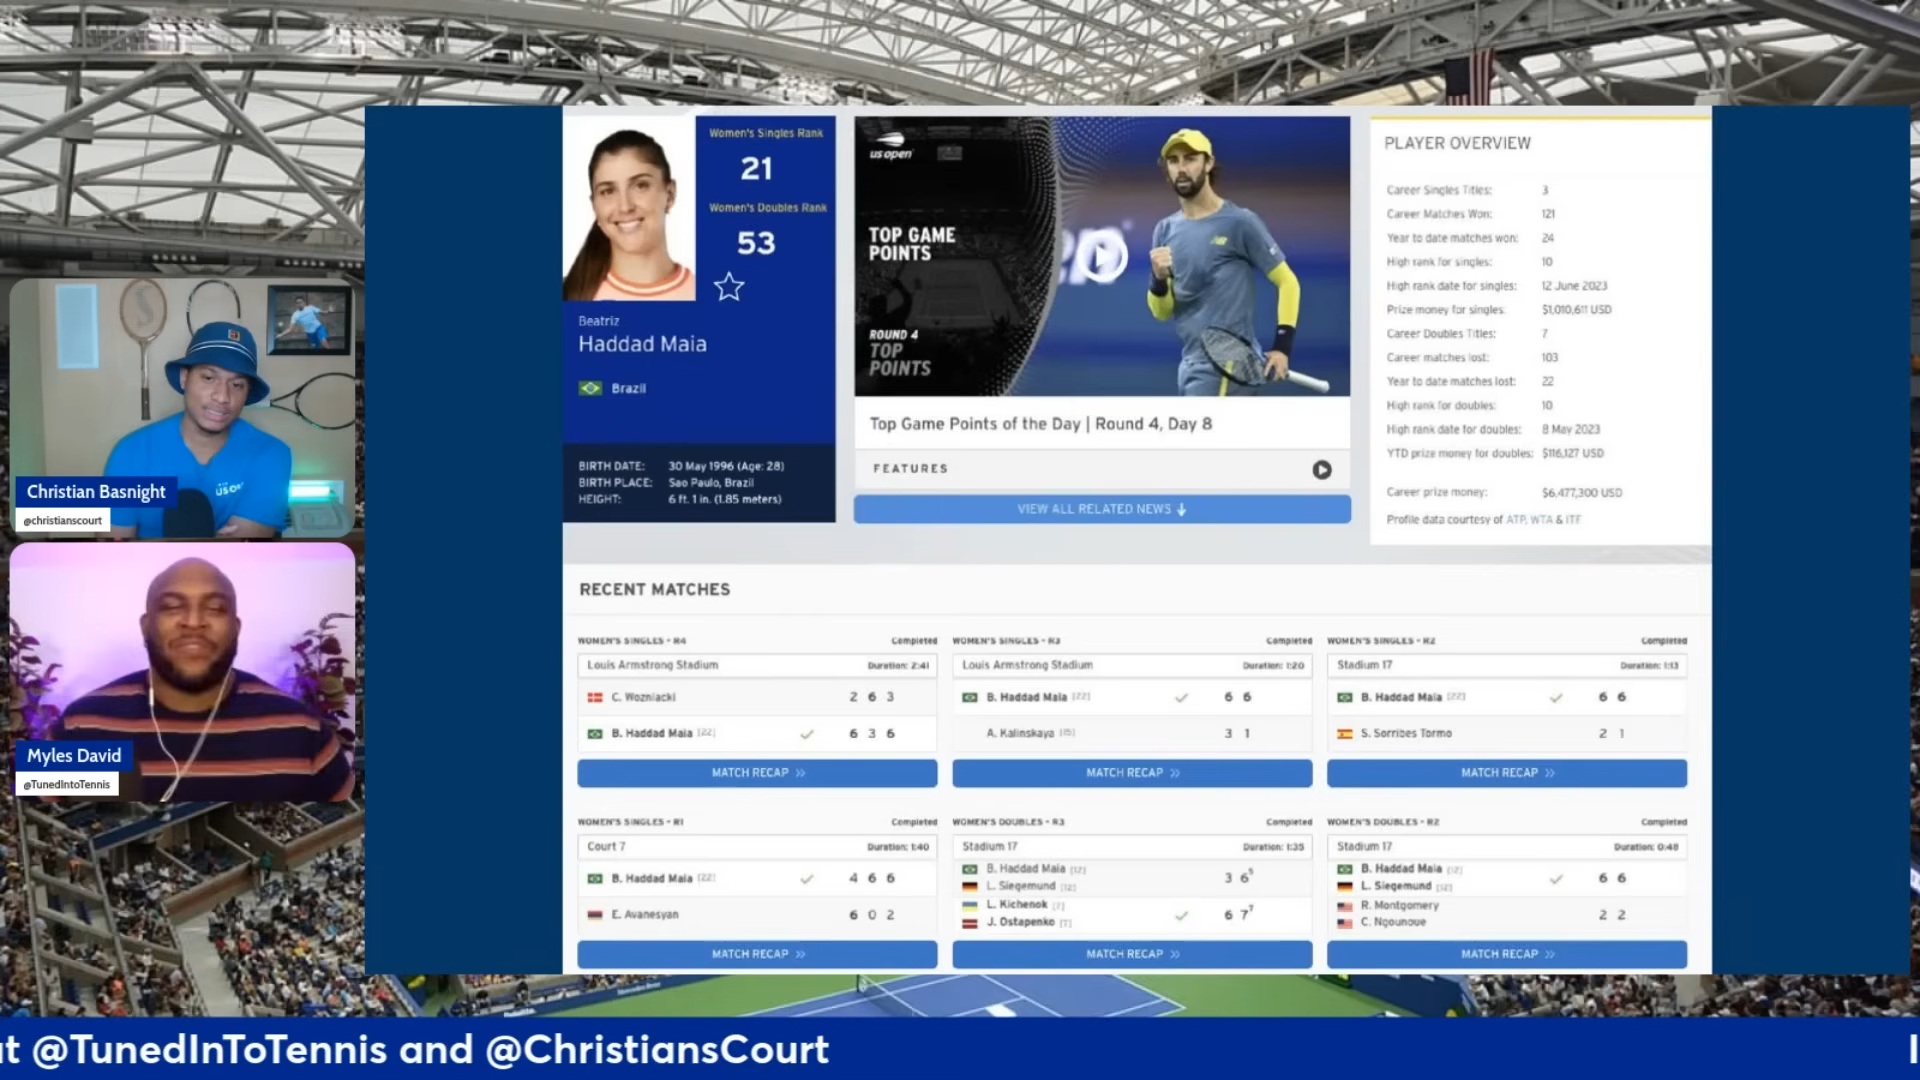 Women's Singles Rank
21
Women's Doubles Rank
53
Beatriz
Haddad Maia
Brazil
BIRTH DATE: 30 May 1996 (Age: 28)
BIRTH PLACE: Sao Paulo, Brazil
HEIGHT: 6 ft. 1 in. (1.85 meters)
us open
TOP GAME
POINTS
ROUND 4
TOP
POINTS
Top Game Points of the Day | Round 4, Day 8
FEATURES
VIEW ALL RELATED NEWS
PLAYER OVERVIEW
Career Singles Titles: 3
Career Matches Won: 121
Year to date matches won: 24
High rank for singles: 10
High rank date for singles: 12 June 2023
Prize money for singles: $1,010,611 USD
Career Doubles Titles: 7
Career matches lost: 103
Year to date matches lost: 22
High rank for doubles: 10
High rank date for doubles: 8 May 2023
YTD prize money for doubles: $116,127 USD
Career prize money: $6,477,300 USD
Profile data courtesy of ATP, WTA & ITF
Christian Basnight
@christianscourt
Myles David
@TunedIntoTennis
RECENT MATCHES
WOMEN'S SINGLES - R4 Completed
Louis Armstrong Stadium Duration: 2:41
C. Wozniacki 2 6 3
B. Haddad Maia [22] 6 3 6
MATCH RECAP »
WOMEN'S SINGLES - R3 Completed
Louis Armstrong Stadium Duration: 1:20
B. Haddad Maia [22] 6 6
A. Kalinskaya [15] 3 1
MATCH RECAP »
WOMEN'S SINGLES - R2 Completed
Stadium 17 Duration: 1:13
B. Haddad Maia [22] 6 6
S. Sorribes Tormo 2 1
MATCH RECAP »
WOMEN'S SINGLES - R1 Completed
Court 7 Duration: 1:40
B. Haddad Maia [22] 4 6 6
E. Avanesyan 6 0 2
MATCH RECAP »
WOMEN'S DOUBLES - R3 Completed
Stadium 17 Duration: 1:35
B. Haddad Maia [12]
L. Siegemund [12] 3 6⁵
L. Kichenok [7]
J. Ostapenko [7] 6 7⁷
MATCH RECAP »
WOMEN'S DOUBLES - R2 Completed
Stadium 17 Duration: 0:48
B. Haddad Maia [12]
L. Siegemund [12] 6 6
R. Montgomery
C. Ngounoue 2 2
MATCH RECAP »
@TunedInToTennis and @ChristiansCourt